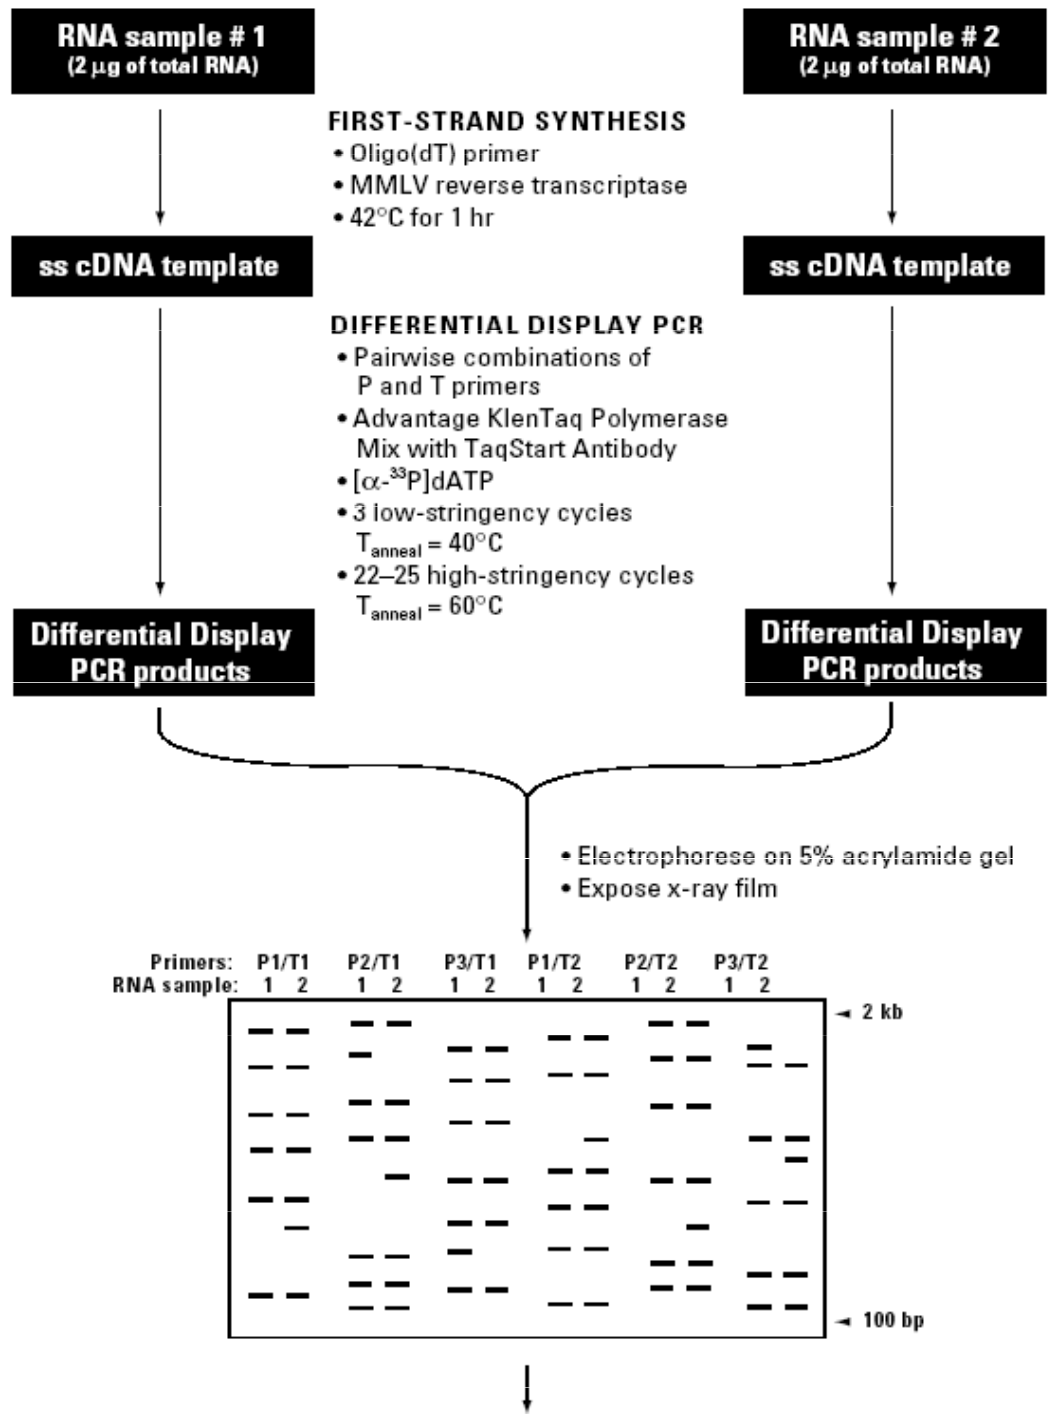 RNA sample # 1
(2 µg of total RNA)
RNA sample # 2
(2 µg of total RNA)
FIRST-STRAND SYNTHESIS
• Oligo(dT) primer
• MMLV reverse transcriptase
• 42°C for 1 hr
ss cDNA template
ss cDNA template
DIFFERENTIAL DISPLAY PCR
• Pairwise combinations of
P and T primers
• Advantage KlenTaq Polymerase
Mix with TaqStart Antibody
• [α-³³P]dATP
• 3 low-stringency cycles
Tanneal = 40°C
• 22–25 high-stringency cycles
Tanneal = 60°C
Differential Display
PCR products
Differential Display
PCR products
• Electrophorese on 5% acrylamide gel
• Expose x-ray film
Primers: P1/T1 P2/T1 P3/T1 P1/T2 P2/T2 P3/T2
RNA sample: 1 2 1 2 1 2 1 2 1 2 1 2
2 kb
100 bp